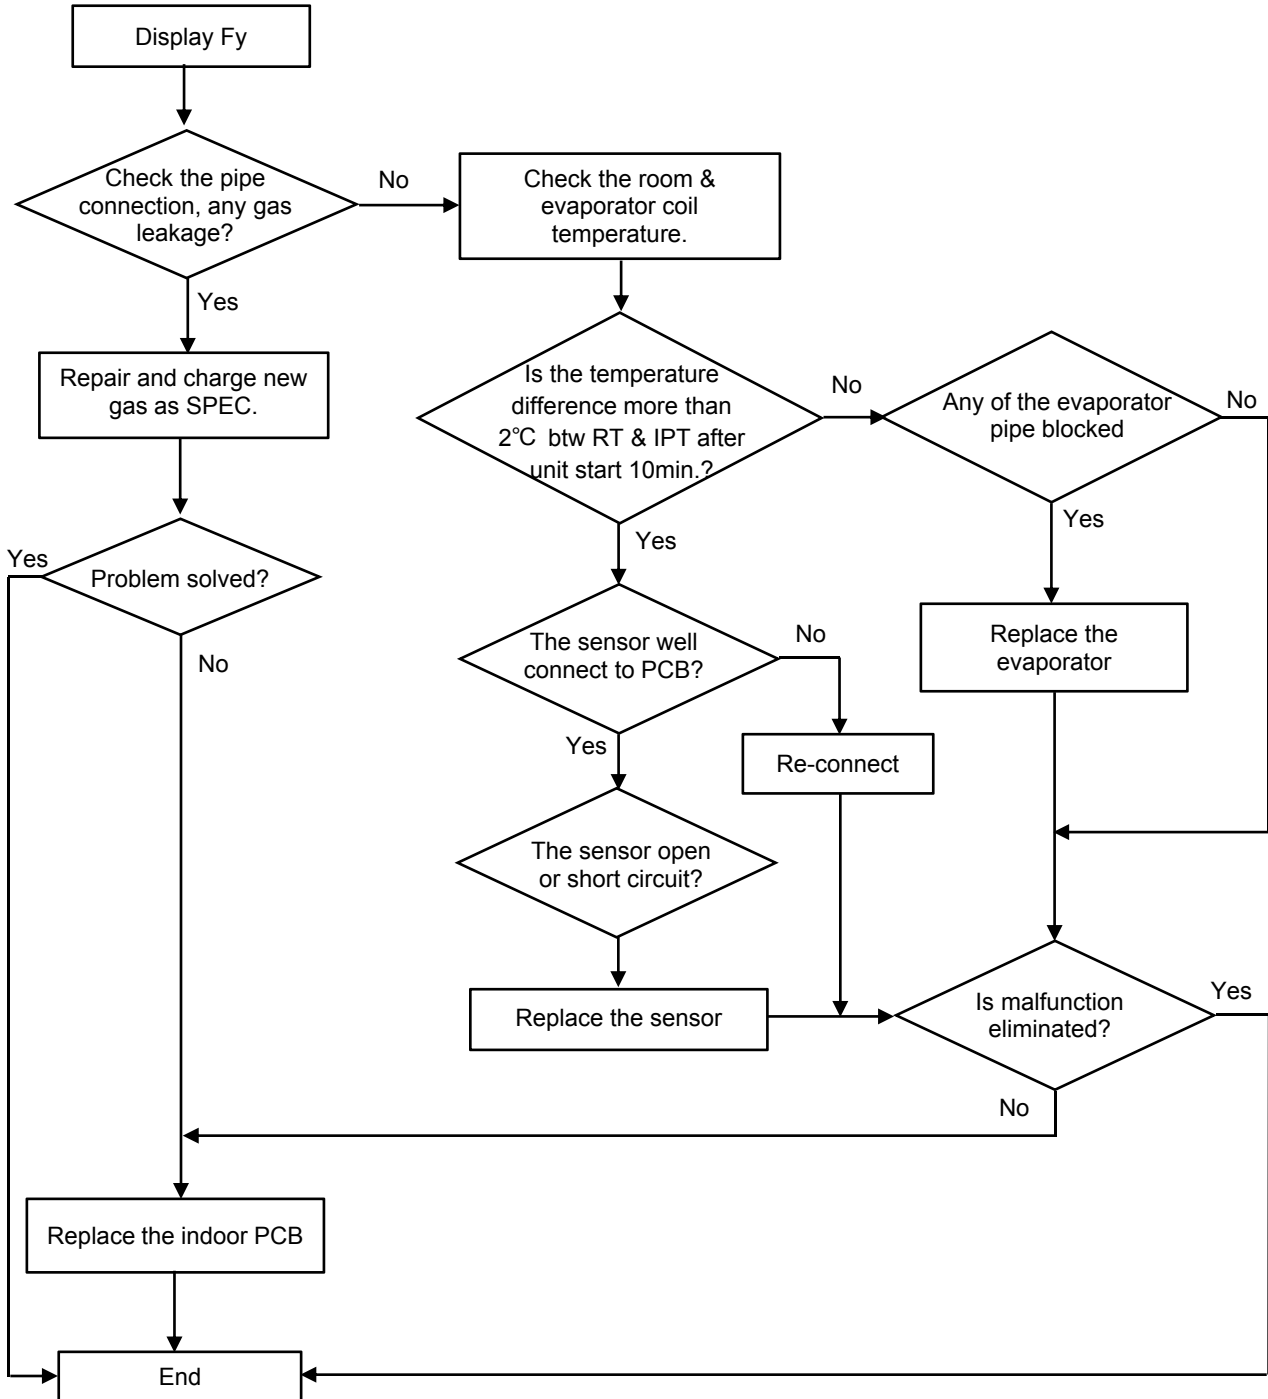 Display Fy
Check the pipe
connection, any gas
leakage?
No
Check the room &
evaporator coil
temperature.
Yes
Repair and charge new
gas as SPEC.
Is the temperature
difference more than
2℃ btw RT & IPT after
unit start 10min.?
No
Any of the evaporator
pipe blocked
No
Yes
Yes
Yes
Problem solved?
No
The sensor well
connect to PCB?
No
Replace the
evaporator
Yes
Re-connect
The sensor open
or short circuit?
Replace the sensor
Is malfunction
eliminated?
Yes
No
Replace the indoor PCB
End